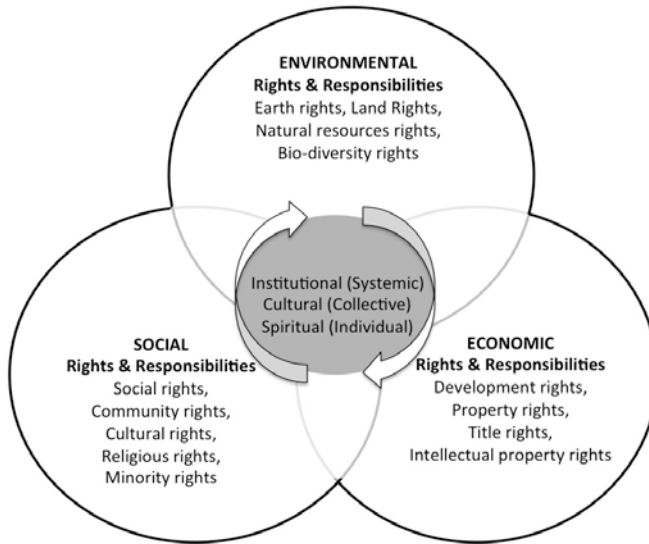 ENVIRONMENTAL
Rights & Responsibilities
Earth rights, Land Rights,
Natural resources rights,
Bio-diversity rights
Institutional (Systemic)
Cultural (Collective)
Spiritual (Individual)
SOCIAL
Rights & Responsibilities
Social rights,
Community rights,
Cultural rights,
Religious rights,
Minority rights
ECONOMIC
Rights & Responsibilities
Development rights,
Property rights,
Title rights,
Intellectual property rights